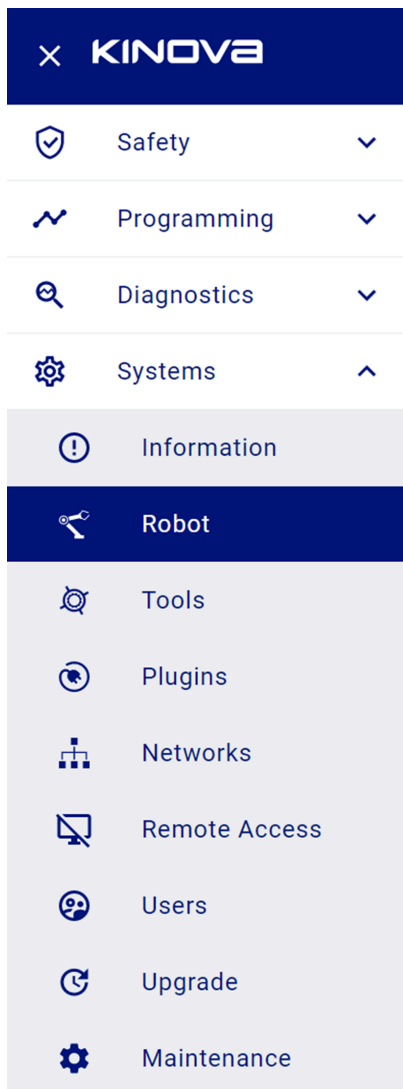 KINOVA
Safety
Programming
Diagnostics
Systems
Information
Robot
Tools
Plugins
Networks
Remote Access
Users
Upgrade
Maintenance